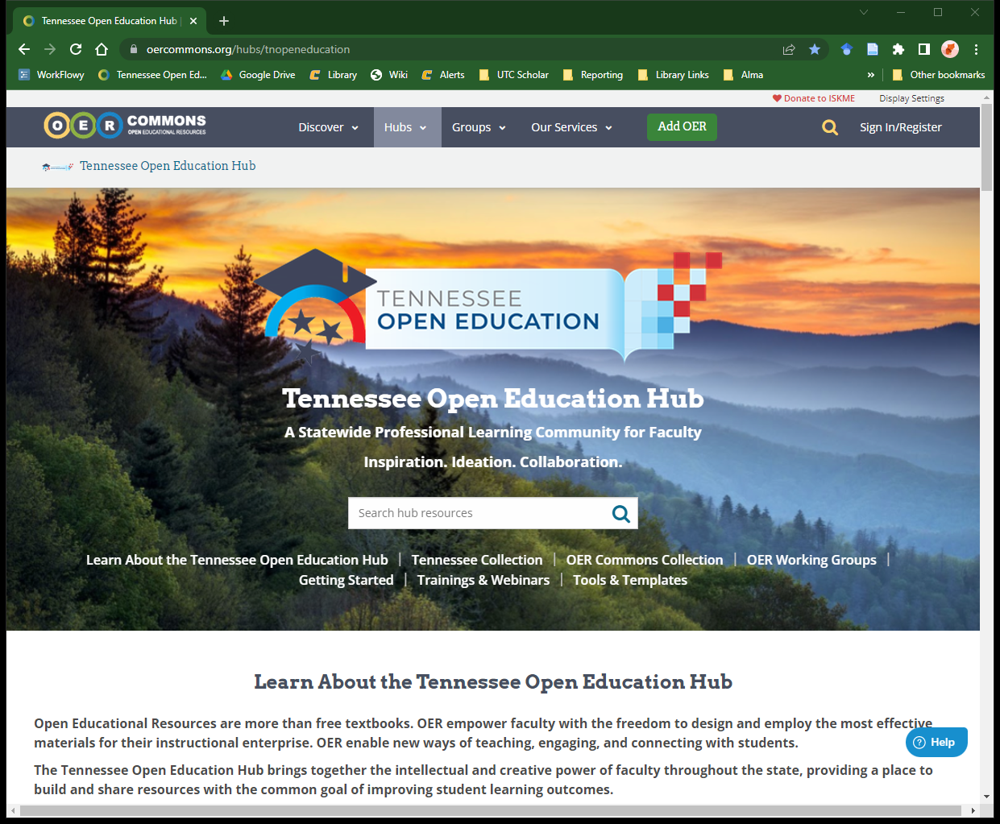 Tennessee Open Education Hub
oercommons.org/hubs/tnopeneducation
WorkFlowy
Tennessee Open Ed...
Google Drive
Library
Wiki
Alerts
UTC Scholar
Reporting
Library Links
Alma
»
Other bookmarks
Donate to ISKME
Display Settings
OER COMMONS
OPEN EDUCATIONAL RESOURCES
Discover
Hubs
Groups
Our Services
Add OER
Sign In/Register
Tennessee Open Education Hub
TENNESSEE
OPEN EDUCATION
Tennessee Open Education Hub
A Statewide Professional Learning Community for Faculty
Inspiration. Ideation. Collaboration.
Search hub resources
Learn About the Tennessee Open Education Hub | Tennessee Collection | OER Commons Collection | OER Working Groups |
Getting Started | Trainings & Webinars | Tools & Templates
Learn About the Tennessee Open Education Hub
Open Educational Resources are more than free textbooks. OER empower faculty with the freedom to design and employ the most effective
materials for their instructional enterprise. OER enable new ways of teaching, engaging, and connecting with students.
Help
The Tennessee Open Education Hub brings together the intellectual and creative power of faculty throughout the state, providing a place to
build and share resources with the common goal of improving student learning outcomes.